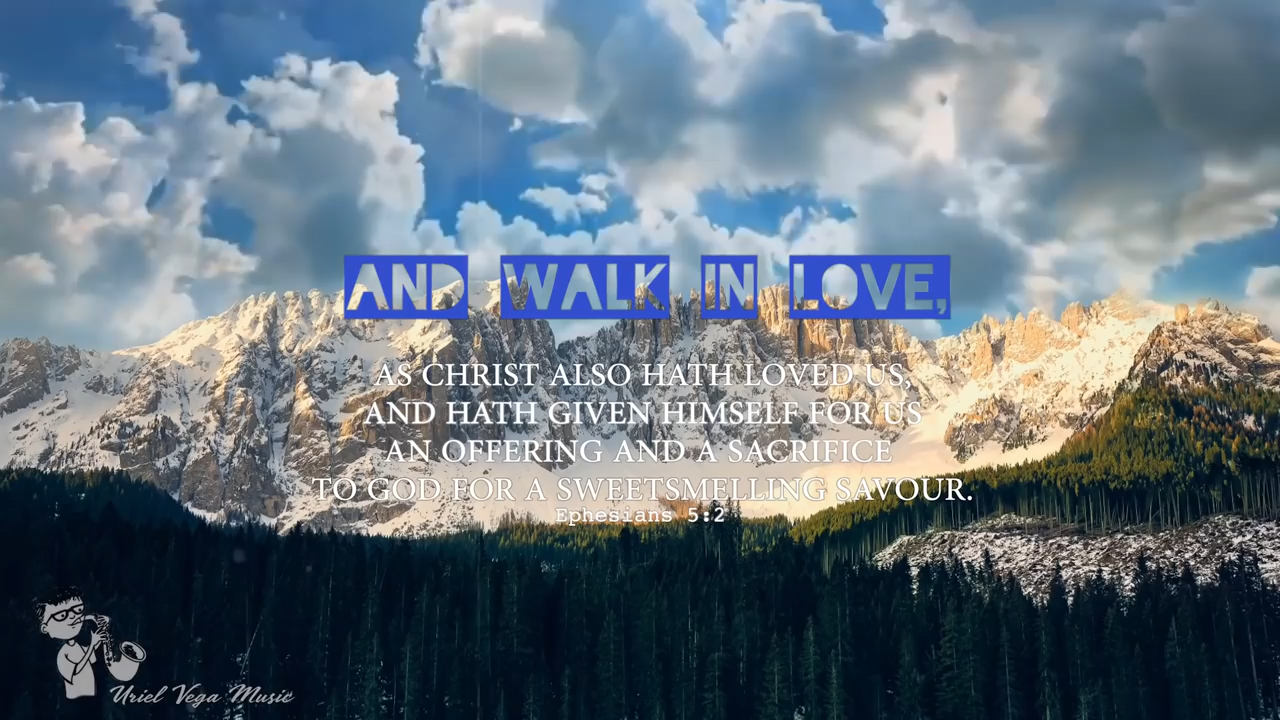 AND WALK IN LOVE,
AS CHRIST ALSO HATH LOVED US,
AND HATH GIVEN HIMSELF FOR US
AN OFFERING AND A SACRIFICE
TO GOD FOR A SWEETSMELLING SAVOUR.
Ephesians 5:2
Uriel Vega Music